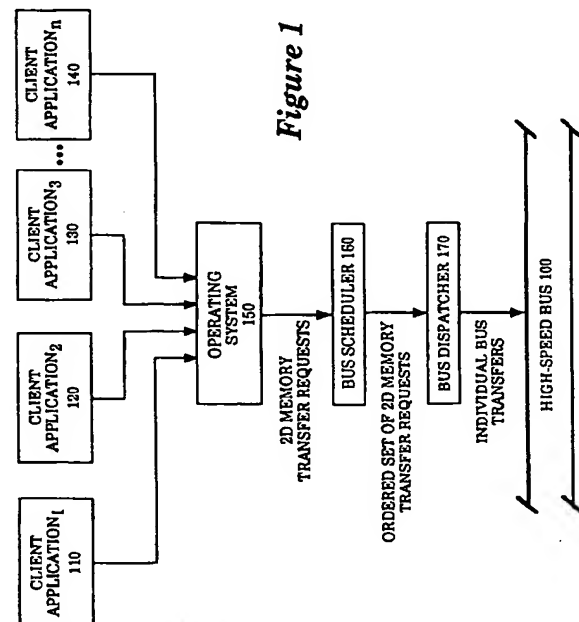 CLIENT
APPLICATION1
110
CLIENT
APPLICATION2
120
CLIENT
APPLICATION3
130
•••
CLIENT
APPLICATIONn
140
OPERATING
SYSTEM
150
2D MEMORY
TRANSFER REQUESTS
BUS SCHEDULER 160
ORDERED SET OF 2D MEMORY
TRANSFER REQUESTS
BUS DISPATCHER 170
INDIVIDUAL BUS
TRANSFERS
HIGH-SPEED BUS 100
Figure 1